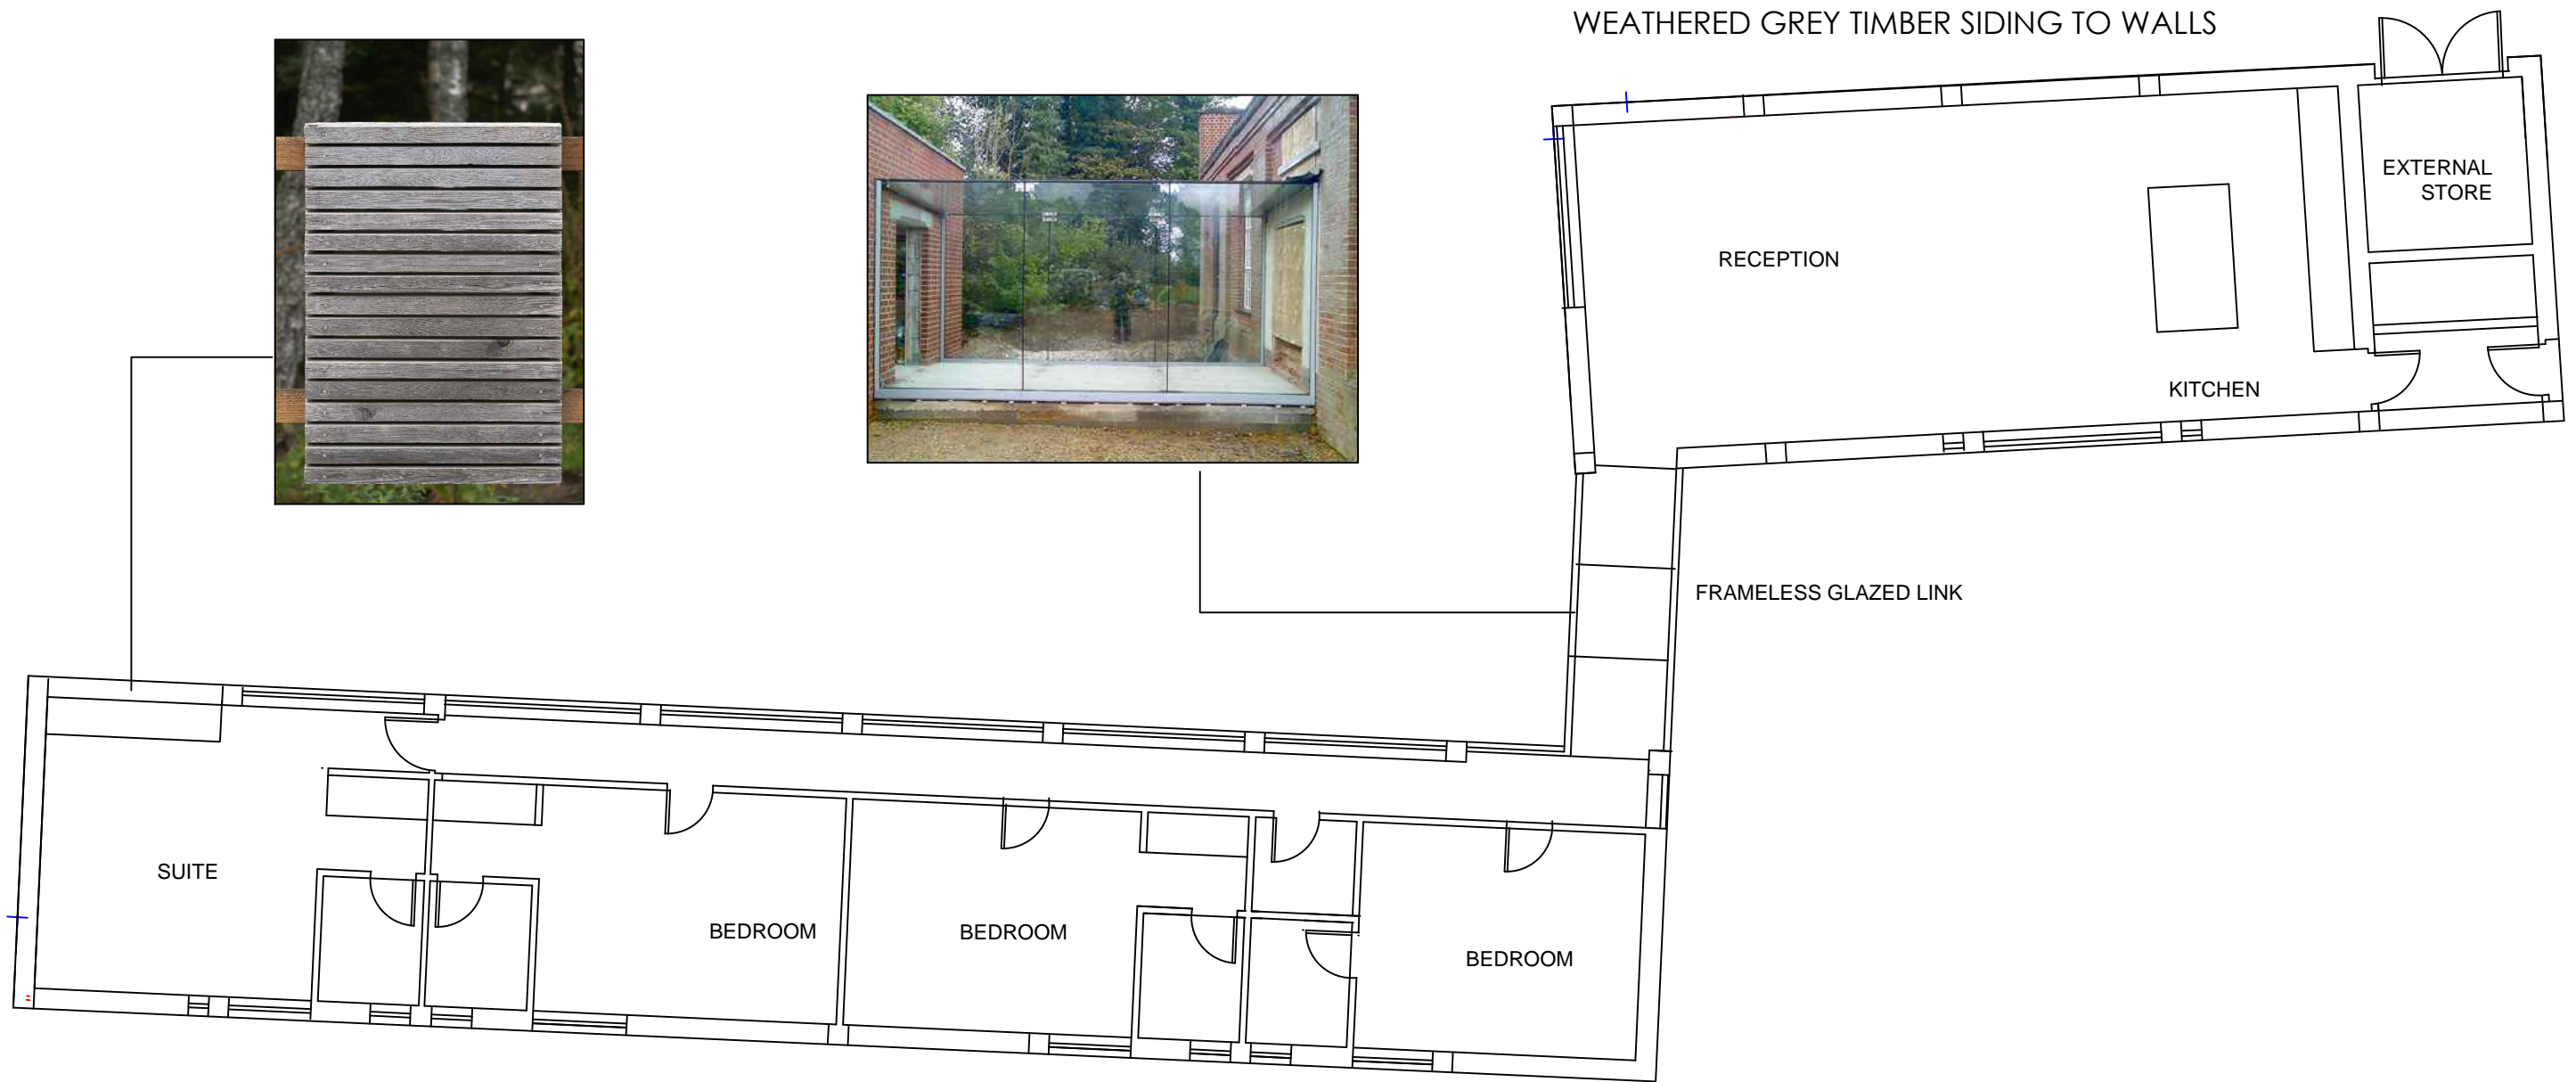 WEATHERED GREY TIMBER SIDING TO WALLS
EXTERNAL
STORE
RECEPTION
KITCHEN
FRAMELESS GLAZED LINK
SUITE
BEDROOM
BEDROOM
BEDROOM